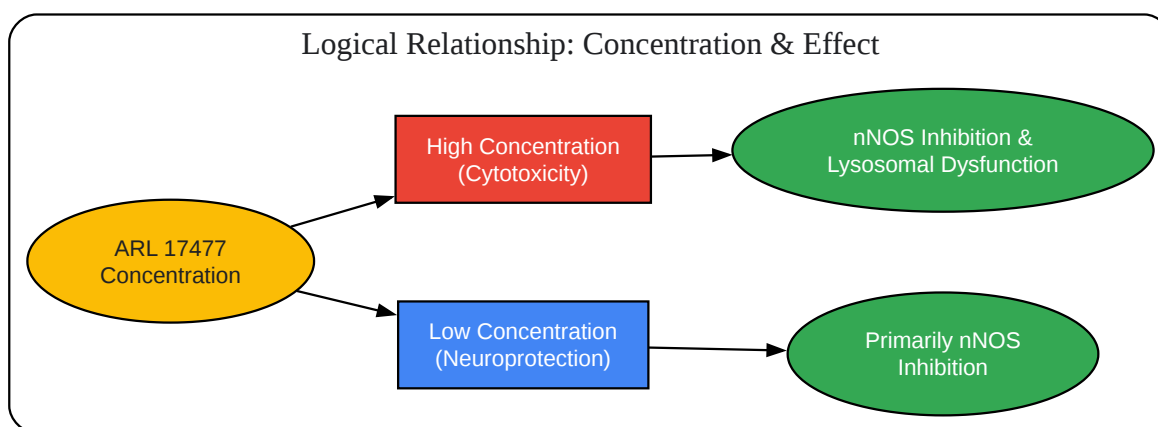 Logical Relationship: Concentration & Effect
ARL 17477
Concentration
High Concentration
(Cytotoxicity)
nNOS Inhibition &
Lysosomal Dysfunction
Low Concentration
(Neuroprotection)
Primarily nNOS
Inhibition